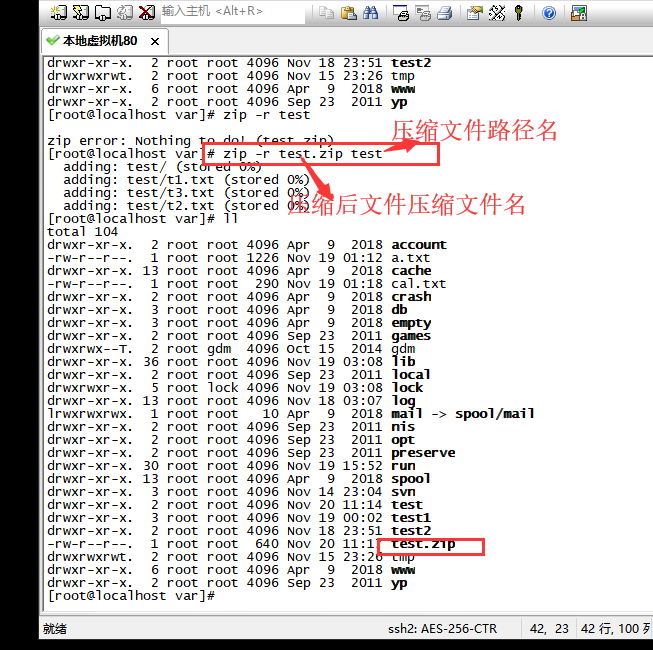 输入主机 <Alt+R>
本地虚拟机80
drwxr-xr-x.  2 root root 4096 Nov 18 23:51 test2
drwxrwxrwt.  2 root root 4096 Nov 15 23:26 tmp
drwxr-xr-x.  6 root root 4096 Apr  9  2018 www
drwxr-xr-x.  2 root root 4096 Sep 23  2011 yp
[root@localhost var]# zip -r test
zip error: Nothing to do! (test.zip)
压缩文件路径名
[root@localhost var]# zip -r test.zip test
adding: test/ (stored 0%)
adding: test/t1.txt (stored 0%)
adding: test/t3.txt (stored 0%)
adding: test/t2.txt (stored 0%)
压缩后文件压缩文件名
[root@localhost var]# ll
total 104
drwxr-xr-x.  2 root root 4096 Apr  9  2018 account
-rw-r--r--.  1 root root 1226 Nov 19 01:12 a.txt
drwxr-xr-x. 13 root root 4096 Apr  9  2018 cache
-rw-r--r--.  1 root root  290 Nov 19 01:18 cal.txt
drwxr-xr-x.  2 root root 4096 Apr  9  2018 crash
drwxr-xr-x.  3 root root 4096 Apr  9  2018 db
drwxr-xr-x.  3 root root 4096 Apr  9  2018 empty
drwxr-xr-x.  2 root root 4096 Sep 23  2011 games
drwxrwx--T.  2 root gdm  4096 Oct 15  2014 gdm
drwxr-xr-x. 36 root root 4096 Nov 19 03:08 lib
drwxr-xr-x.  2 root root 4096 Sep 23  2011 local
drwxrwxr-x.  5 root lock 4096 Nov 19 03:08 lock
drwxr-xr-x. 13 root root 4096 Nov 18 03:07 log
lrwxrwxrwx.  1 root root   10 Apr  9  2018 mail -> spool/mail
drwxr-xr-x.  2 root root 4096 Sep 23  2011 nis
drwxr-xr-x.  2 root root 4096 Sep 23  2011 opt
drwxr-xr-x.  2 root root 4096 Sep 23  2011 preserve
drwxr-xr-x. 30 root root 4096 Nov 19 15:52 run
drwxr-xr-x. 13 root root 4096 Apr  9  2018 spool
drwxr-xr-x.  3 root root 4096 Nov 14 23:04 svn
drwxr-xr-x.  2 root root 4096 Nov 20 11:14 test
drwxr-xr-x.  3 root root 4096 Nov 19 00:02 test1
drwxr-xr-x.  2 root root 4096 Nov 18 23:51 test2
-rw-r--r--.  1 root root  640 Nov 20 11:17 test.zip
drwxrwxrwt.  2 root root 4096 Nov 15 23:26 tmp
drwxr-xr-x.  6 root root 4096 Apr  9  2018 www
drwxr-xr-x.  2 root root 4096 Sep 23  2011 yp
[root@localhost var]#
就绪 ssh2: AES-256-CTR 42, 23 42 行, 100 列